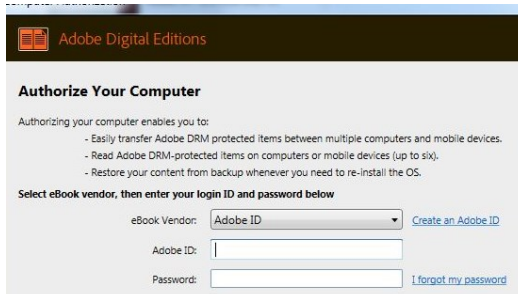 Adobe Digital Editions
Authorize Your Computer
Authorizing your computer enables you to:
- Easily transfer Adobe DRM protected items between multiple computers and mobile devices.
- Read Adobe DRM-protected items on computers or mobile devices (up to six).
- Restore your content from backup whenever you need to re-install the OS.
Select eBook vendor, then enter your login ID and password below
eBook Vendor: Adobe ID Create an Adobe ID
Adobe ID:
Password: I forgot my password